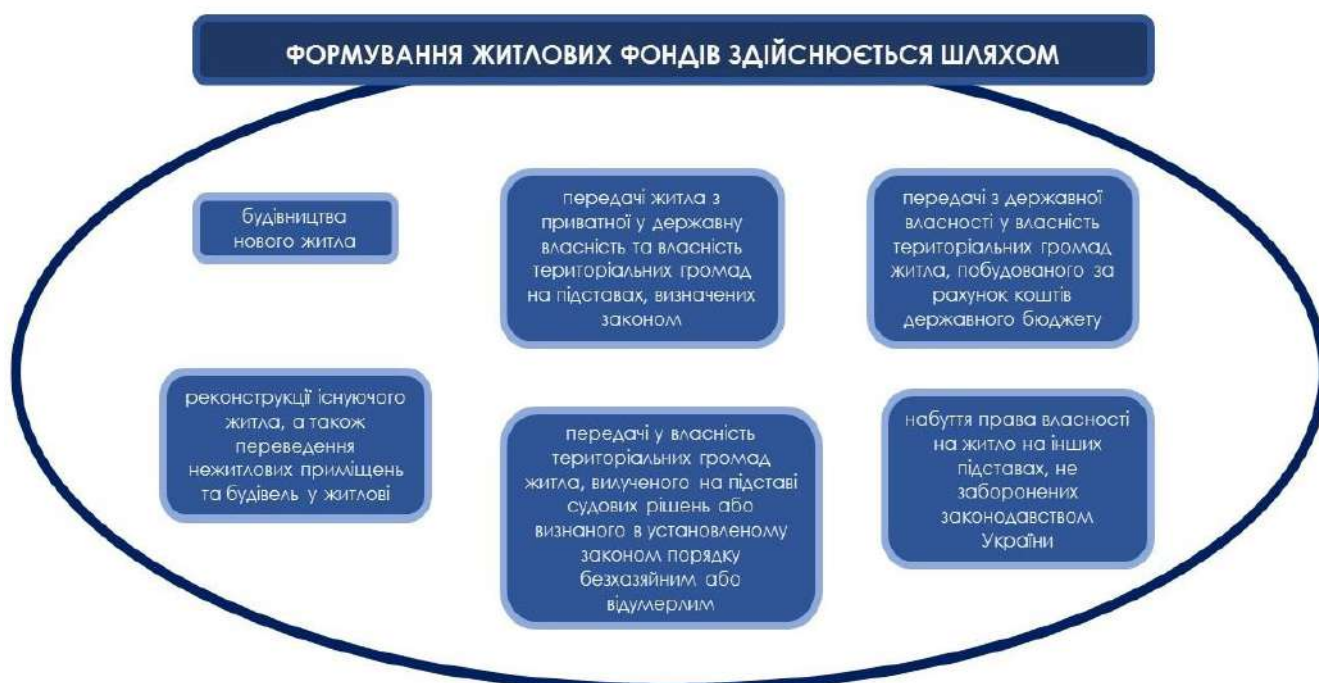 ФОРМУВАННЯ ЖИТЛОВИХ ФОНДІВ ЗДІЙСНЮЄТЬСЯ ШЛЯХОМ
будівництва
нового житла
передачі житла з
приватної у державну
власність та власність
територіальних громад
на підставах, визначених
законом
передачі з державної
власності у власність
територіальних громад
житла, побудованого за
рахунок коштів
державного бюджету
реконструкції існуючого
житла, а також
переведення
нежитлових приміщень
та будівель у житлові
передачі у власність
територіальних громад
житла, вилученого на підставі
судових рішень або
визнаного в установленому
законом порядку
безхазяйним або
відумерлим
набуття права власності
на житло на інших
підставах, не
заборонених
законодавством
України